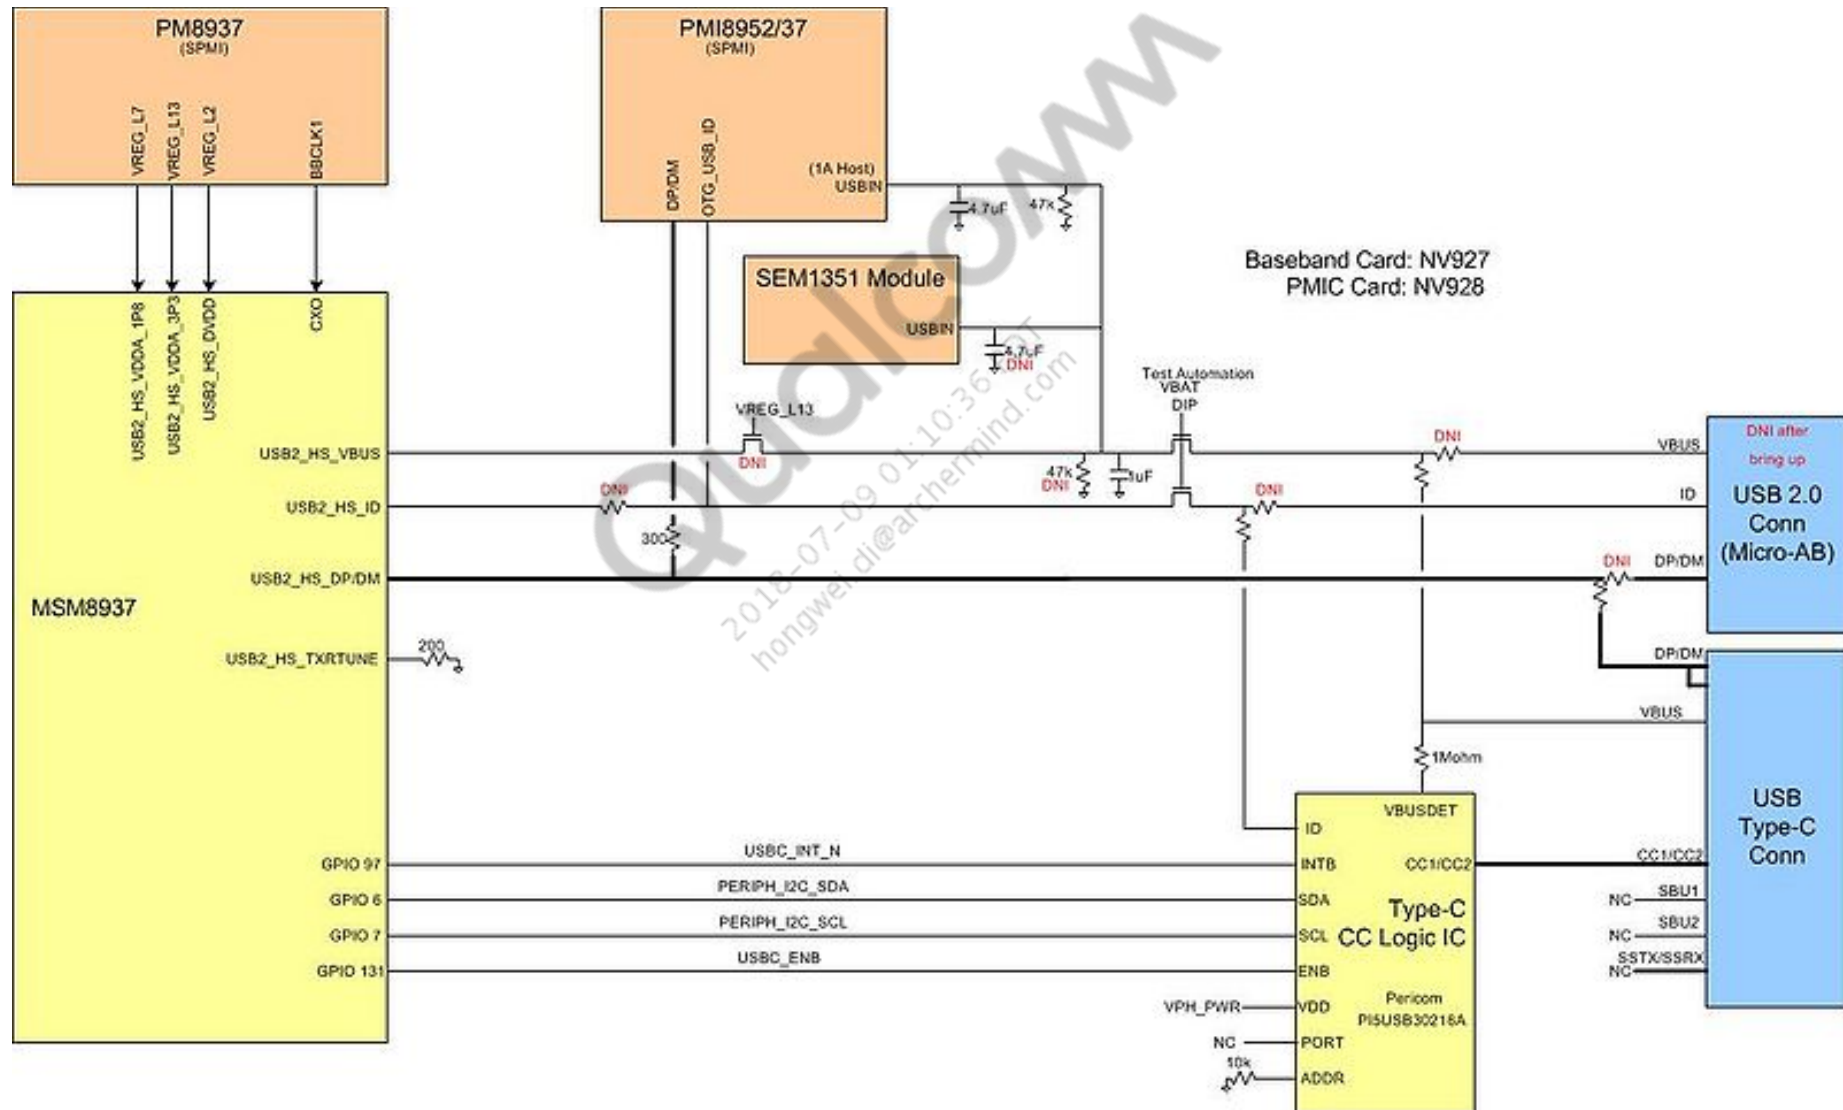 PM8937
(SPMI)
VREG_L7
VREG_L13
VREG_L2
BBCLK1
PMI8952/37
(SPMI)
DP/DM
OTG_USB_ID
(1A Host)
USBIN
4.7uF
47k
SEM1351 Module
USBIN
4.7uF
DNI
Baseband Card: NV927
PMIC Card: NV928
Qualcomm
2018-07-09 01:10:36
hongwei.di@archermind.com
USB2_HS_VDDA_1P8
USB2_HS_VDDA_3P3
USB2_HS_DVDD
CXO
MSM8937
USB2_HS_VBUS
USB2_HS_ID
USB2_HS_DP/DM
USB2_HS_TXRTUNE
GPIO 97
GPIO 6
GPIO 7
GPIO 131
VREG_L13
DNI
DNI
300
200
47k
DNI
1uF
Test Automation
VBAT
DIP
DNI
DNI
DNI
VBUS
ID
DP/DM
DNI after
bring up
USB 2.0
Conn
(Micro-AB)
DP/DM
VBUS
1Mohm
CC1/CC2
SBU1
NC
SBU2
NC
SSTX/SSRX
NC
USB
Type-C
Conn
USBC_INT_N
PERIPH_I2C_SDA
PERIPH_I2C_SCL
USBC_ENB
VPH_PWR
NC
10k
VBUSDET
ID
INTB
CC1/CC2
SDA
SCL
ENB
VDD
PORT
ADDR
Type-C
CC Logic IC
Pericom
PI5USB30216A